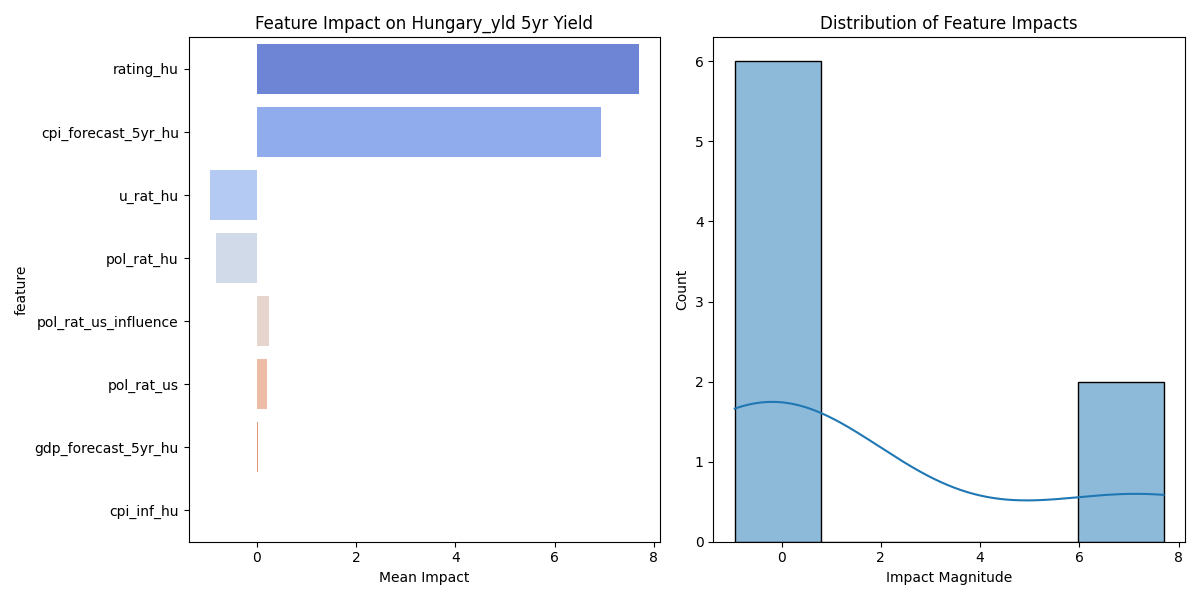 Feature Impact on Hungary_yld 5yr Yield
feature
rating_hu
cpi_forecast_5yr_hu
u_rat_hu
pol_rat_hu
pol_rat_us_influence
pol_rat_us
gdp_forecast_5yr_hu
cpi_inf_hu
0 2 4 6 8
Mean Impact
Distribution of Feature Impacts
Count
6
5
4
3
2
1
0
0 2 4 6 8
Impact Magnitude